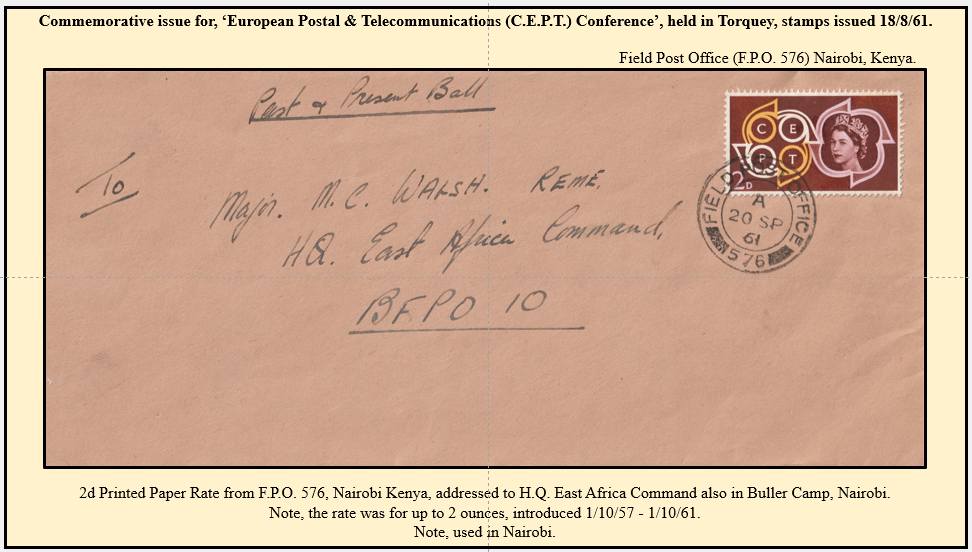 Commemorative issue for, ‘European Postal & Telecommunications (C.E.P.T.) Conference’, held in Torquey, stamps issued 18/8/61.
Field Post Office (F.P.O. 576) Nairobi, Kenya.
Past & Present Ball
C E
P T
2D
To
Major. M.C. WALSH. REME.
HQ. East Africa Command,
BFPO 10
FIELD POST OFFICE
A
20 SP
61
576
2d Printed Paper Rate from F.P.O. 576, Nairobi Kenya, addressed to H.Q. East Africa Command also in Buller Camp, Nairobi.
Note, the rate was for up to 2 ounces, introduced 1/10/57 - 1/10/61.
Note, used in Nairobi.